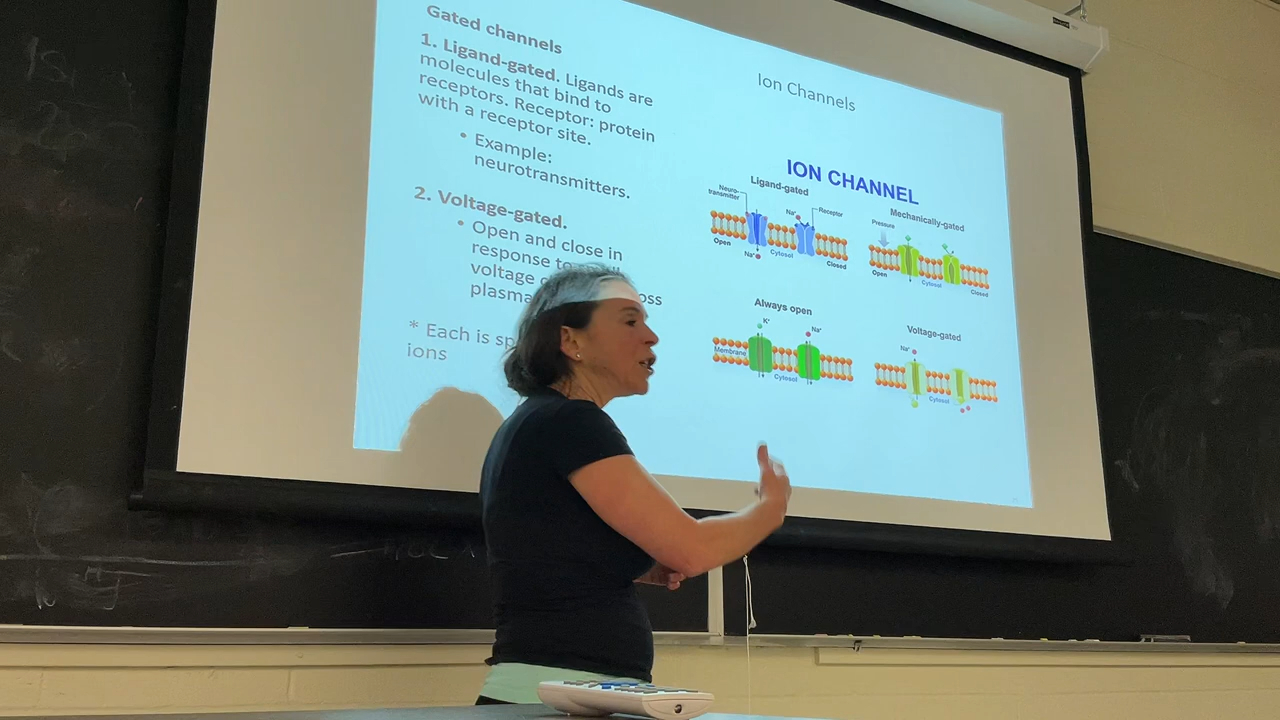 Gated channels
1. Ligand-gated. Ligands are
molecules that bind to
receptors. Receptor: protein
with a receptor site.
• Example:
neurotransmitters.
2. Voltage-gated.
• Open and close in
response to
voltage
plasma
* Each is
ions
Ion Channels
ION CHANNEL
Ligand-gated
Neuro-
transmitter
Na⁺
Receptor
Open
Na⁺
Cytosol
Closed
Mechanically-gated
Pressure
Open
Cytosol
Closed
Always open
K⁺
Na⁺
Membrane
Cytosol
Voltage-gated
Na⁺
Cytosol